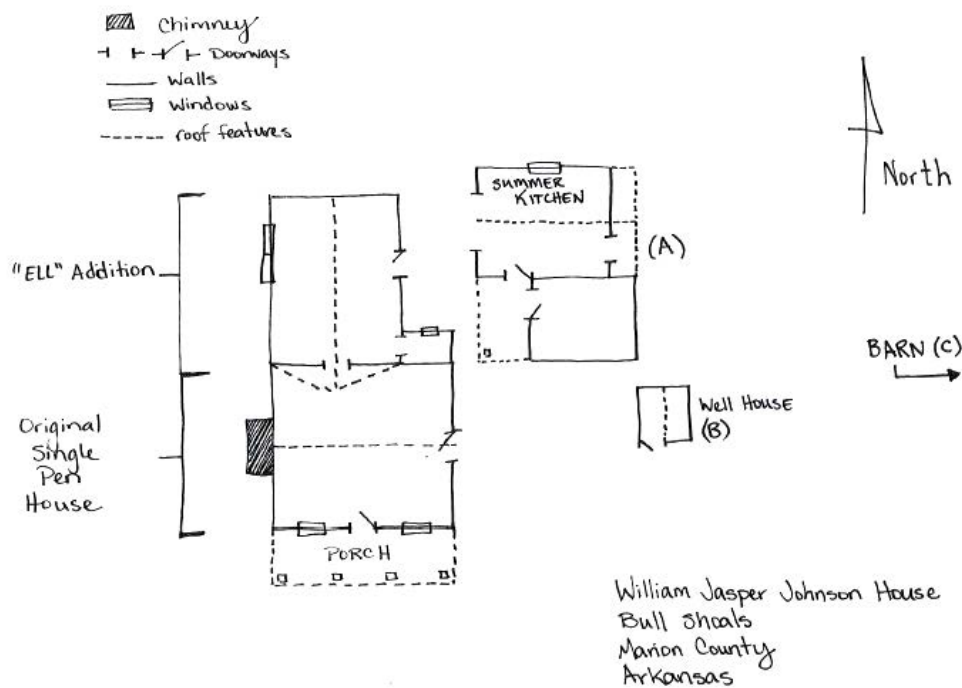 Chimney
Doorways
Walls
Windows
roof features
North
SUMMER
KITCHEN
(A)
"ELL" Addition
BARN (C)
Well House
(B)
Original
Single
Pen
House
PORCH
William Jasper Johnson House
Bull Shoals
Marion County
Arkansas